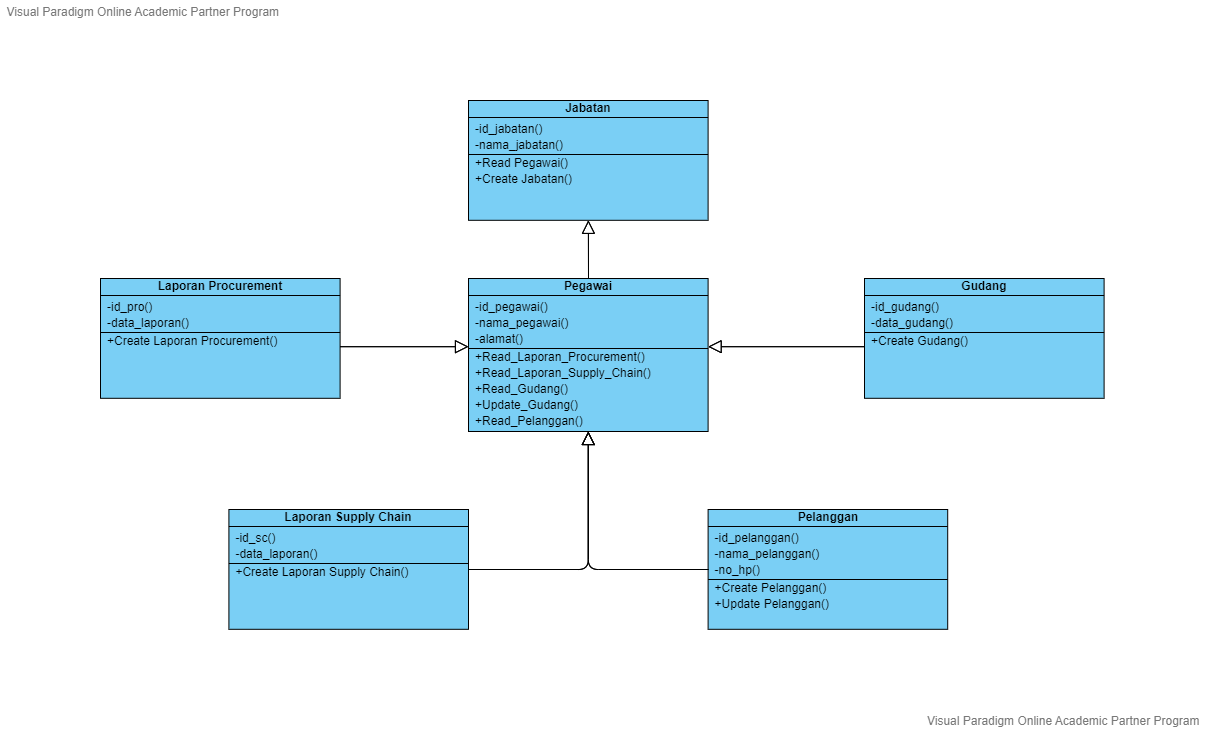 Visual Paradigm Online Academic Partner Program
Jabatan
-id_jabatan()
-nama_jabatan()
+Read Pegawai()
+Create Jabatan()
Laporan Procurement
-id_pro()
-data_laporan()
+Create Laporan Procurement()
Pegawai
-id_pegawai()
-nama_pegawai()
-alamat()
+Read_Laporan_Procurement()
+Read_Laporan_Supply_Chain()
+Read_Gudang()
+Update_Gudang()
+Read_Pelanggan()
Gudang
-id_gudang()
-data_gudang()
+Create Gudang()
Laporan Supply Chain
-id_sc()
-data_laporan()
+Create Laporan Supply Chain()
Pelanggan
-id_pelanggan()
-nama_pelanggan()
-no_hp()
+Create Pelanggan()
+Update Pelanggan()
Visual Paradigm Online Academic Partner Program